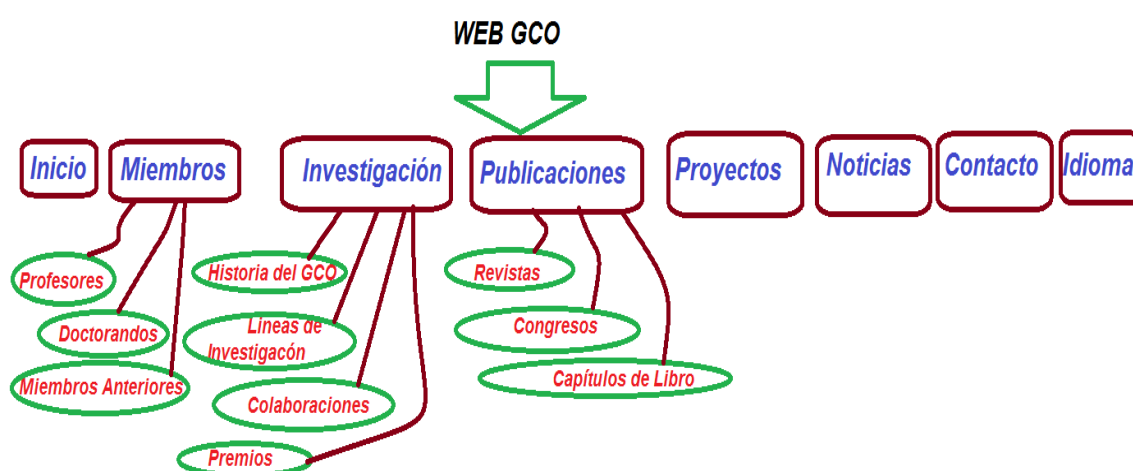 WEB GCO
Inicio
Miembros
Investigación
Publicaciones
Proyectos
Noticias
Contacto
Idioma
Profesores
Doctorandos
Miembros Anteriores
Historia del GCO
Lineas de
Investigacón
Colaboraciones
Premios
Revistas
Congresos
Capítulos de Libro